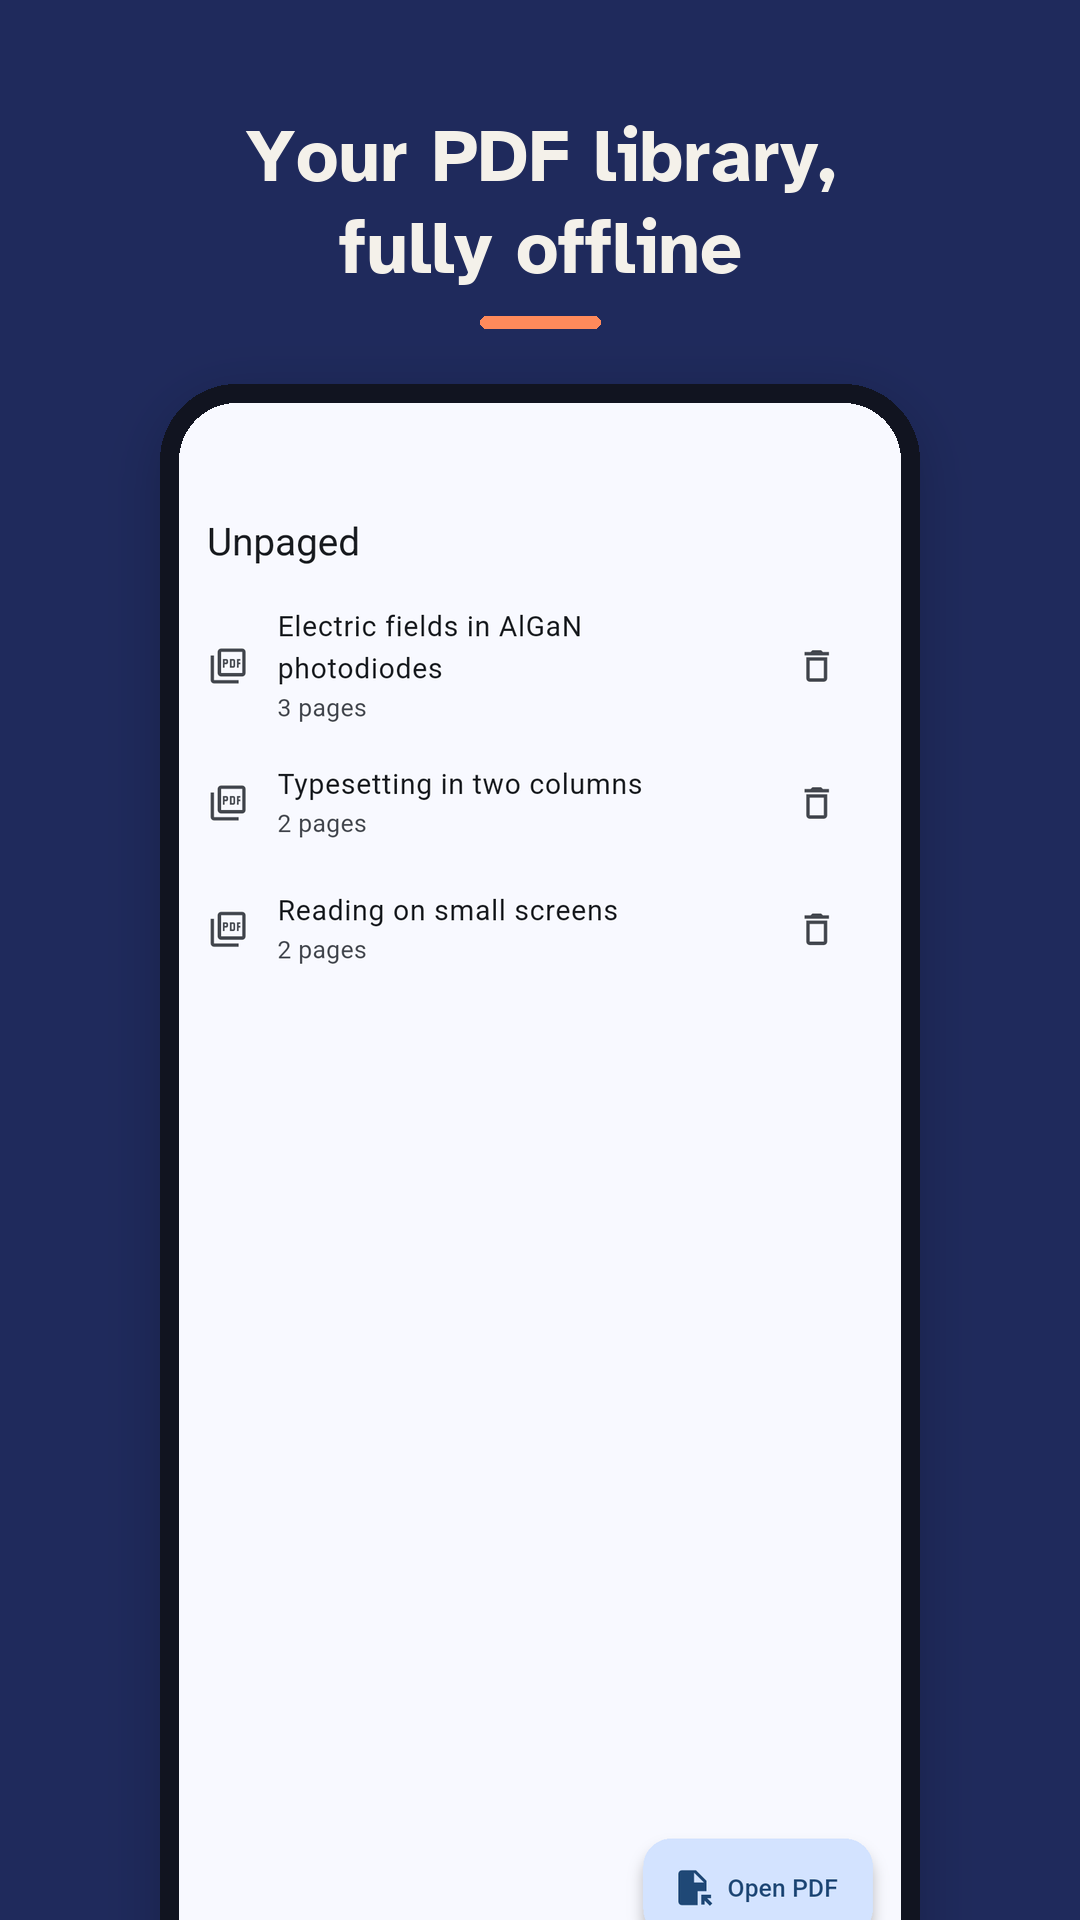 Your PDF library,
fully offline
Unpaged
Electric fields in AlGaN
photodiodes
3 pages
PDF
Typesetting in two columns
2 pages
PDF
Reading on small screens
2 pages
PDF
Open PDF